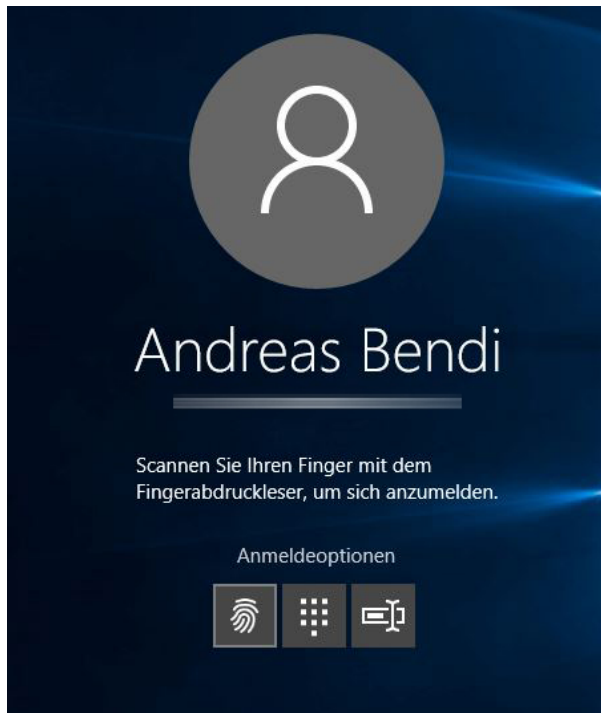 Andreas Bendi
Scannen Sie Ihren Finger mit dem
Fingerabdruckleser, um sich anzumelden.
Anmeldeoptionen